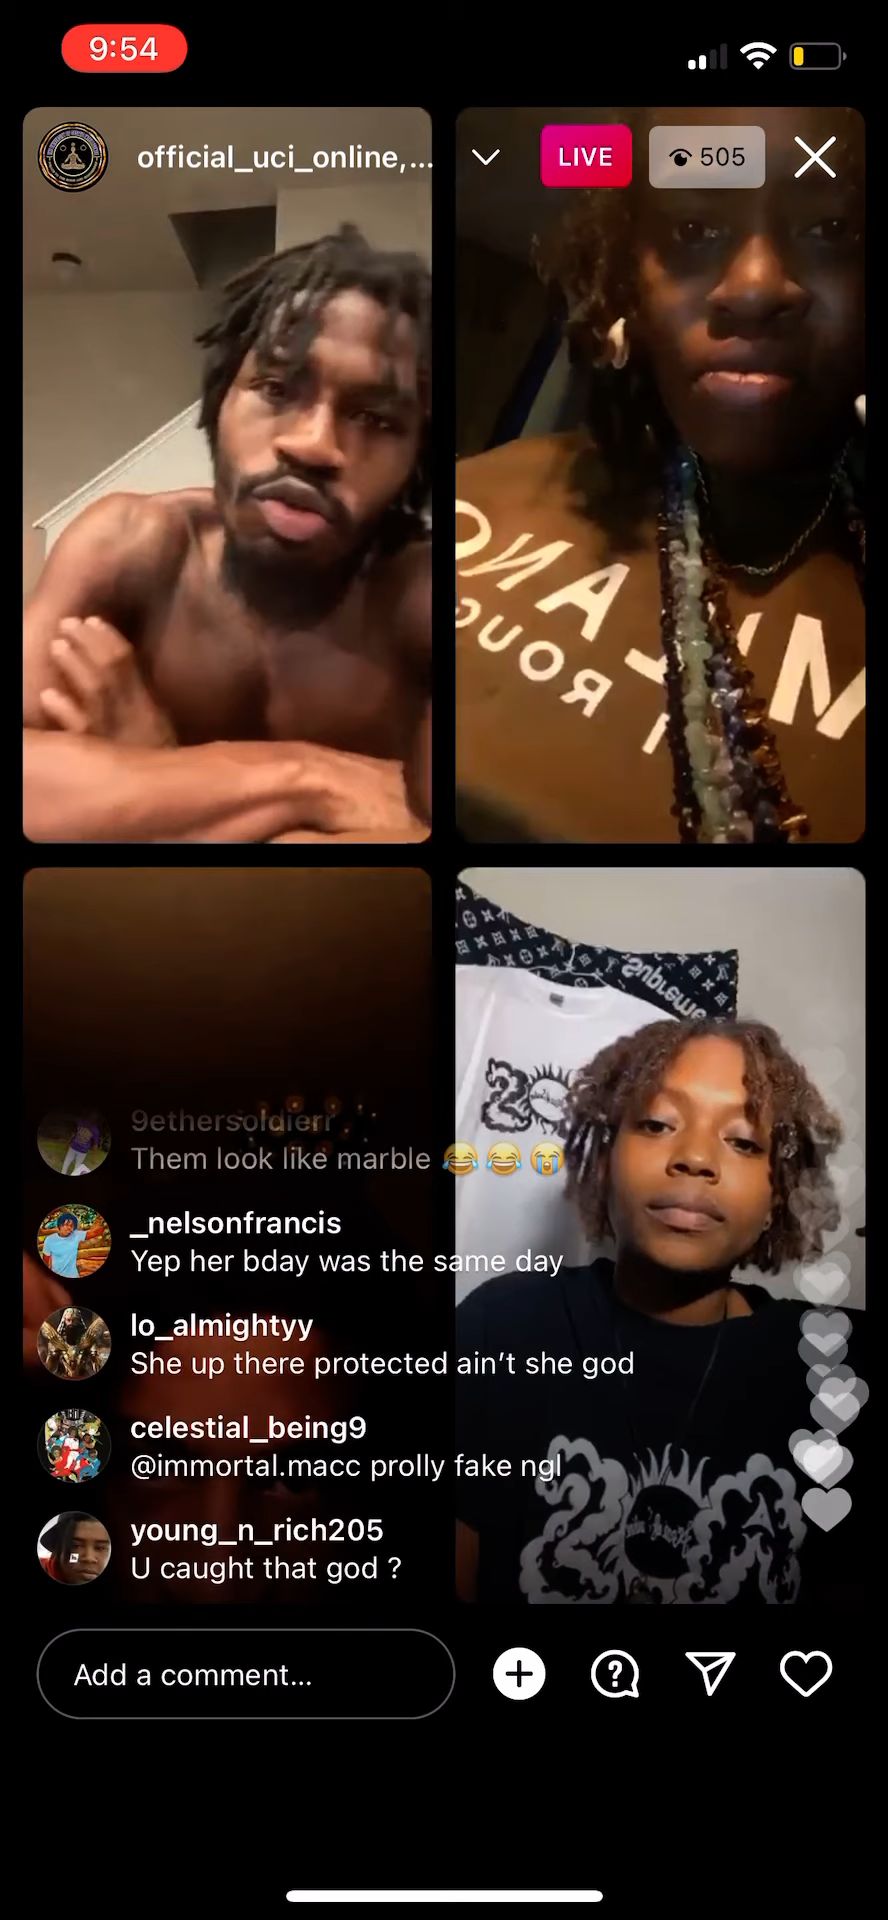 9:54
official_uci_online,...
LIVE
505
Supreme
9ethersoldierr
Them look like marble 😂😂😭
_nelsonfrancis
Yep her bday was the same day
lo_almightyy
She up there protected ain't she god
celestial_being9
@immortal.macc prolly fake ngl
young_n_rich205
U caught that god ?
Add a comment...